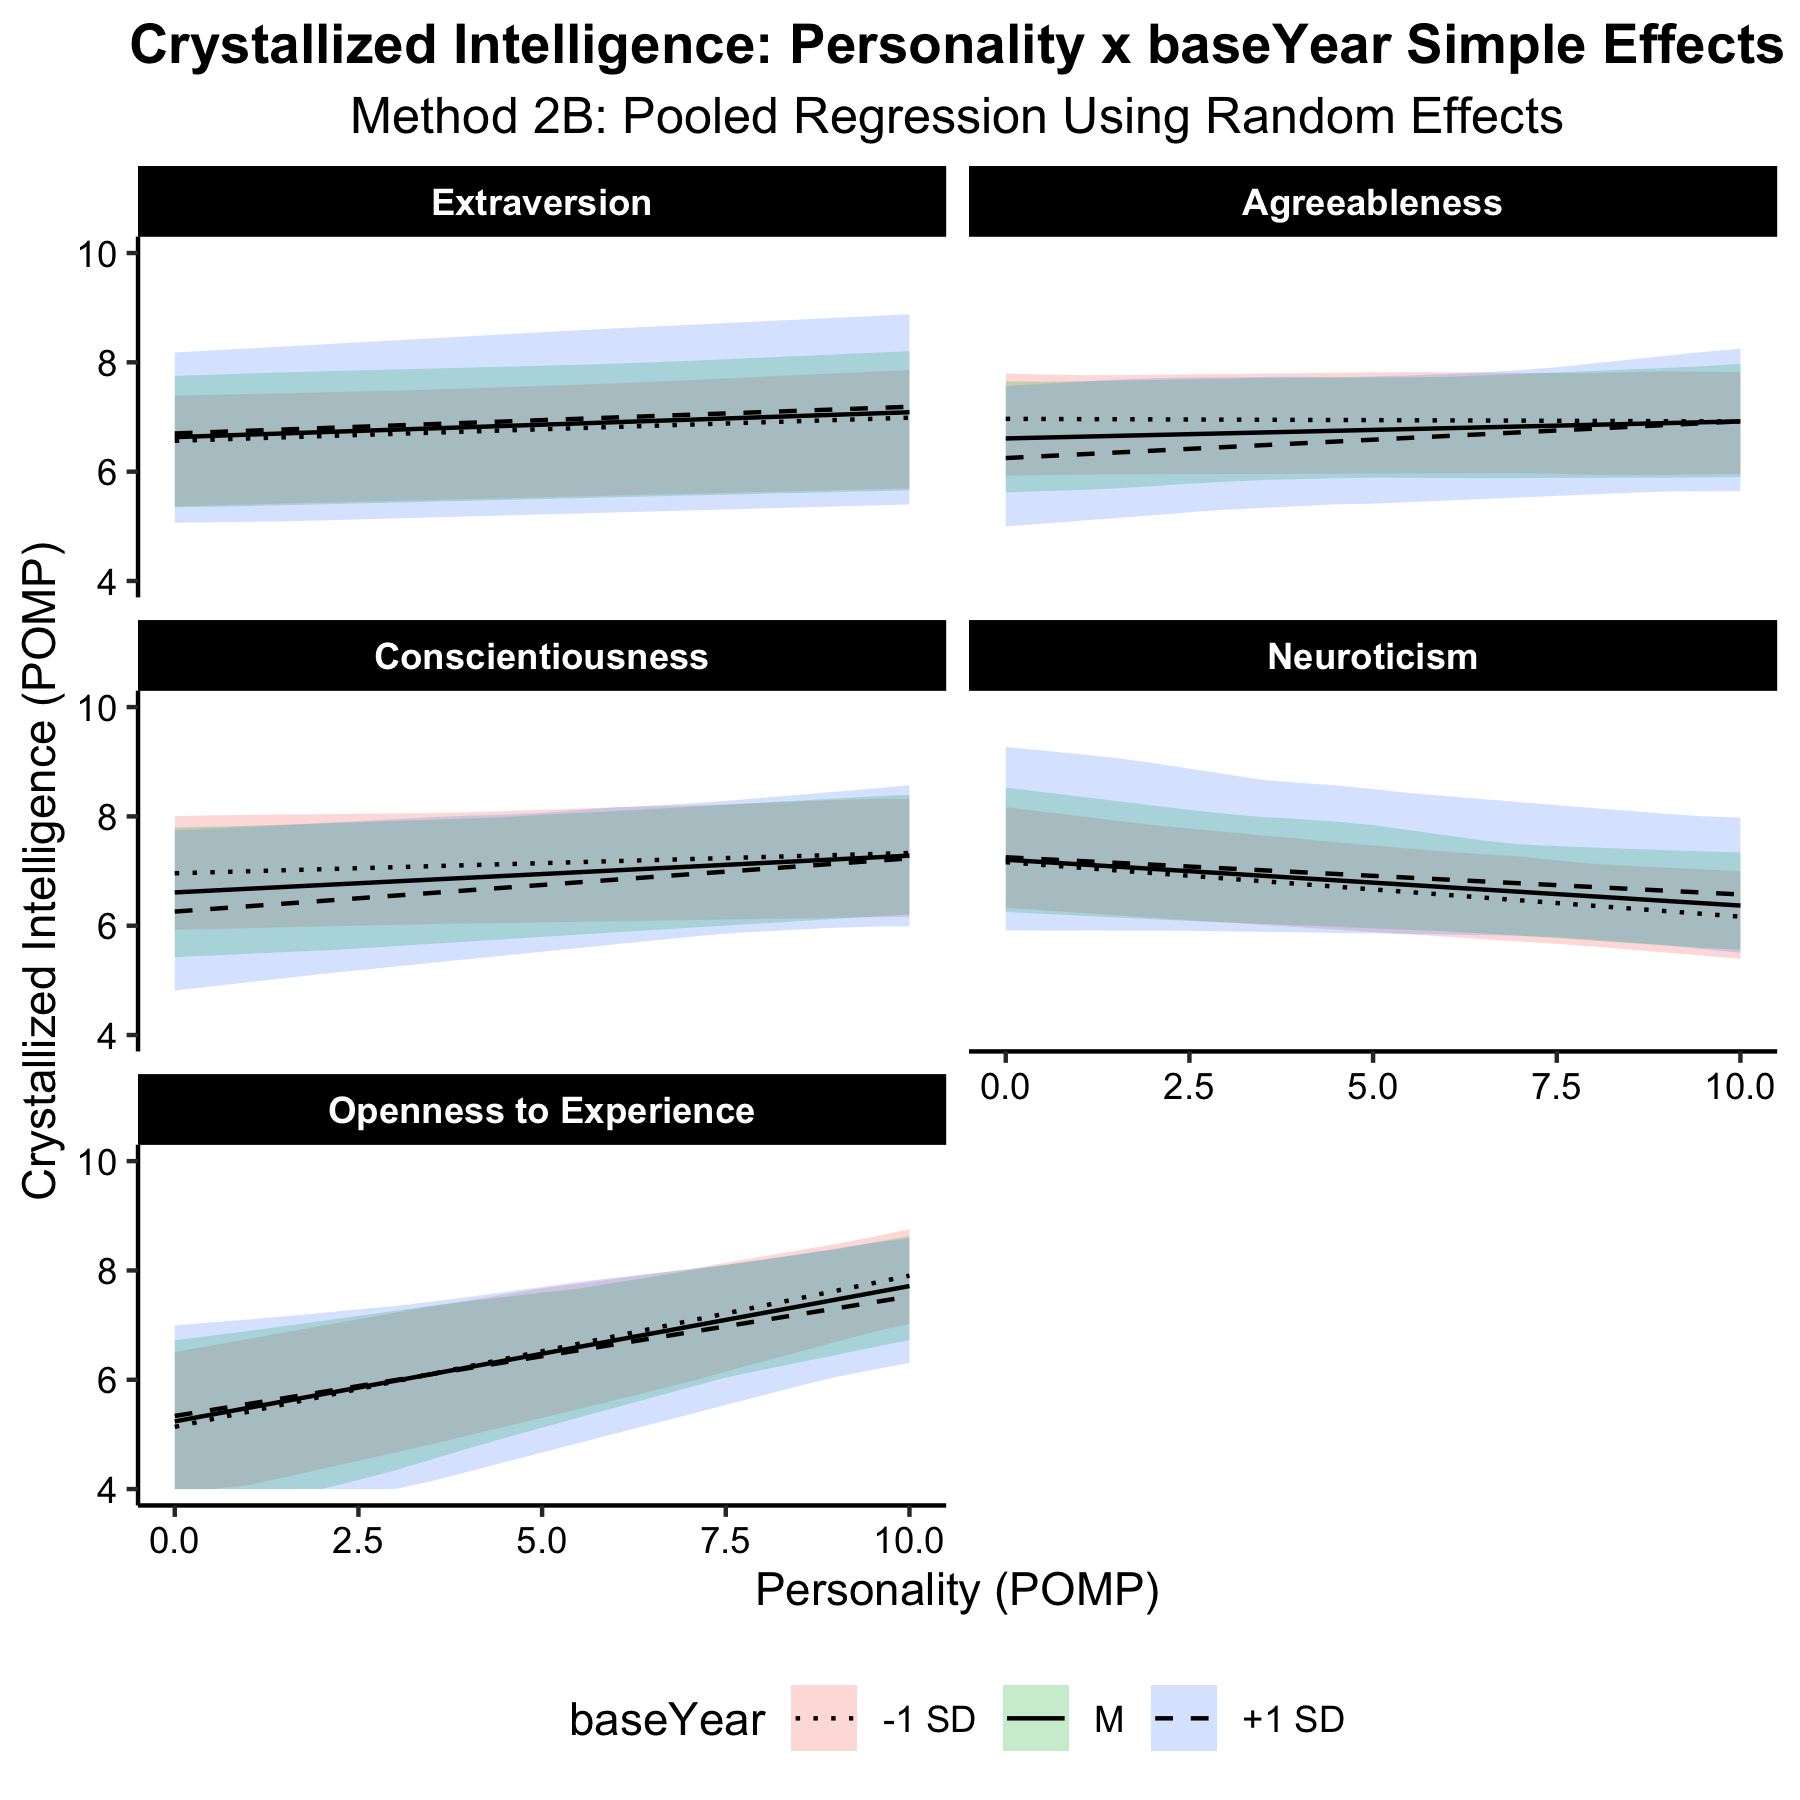 Crystallized Intelligence: Personality x baseYear Simple Effects
Method 2B: Pooled Regression Using Random Effects
Extraversion
Agreeableness
10
8
6
4
Conscientiousness
Neuroticism
10
8
6
4
0.0 2.5 5.0 7.5 10.0
Openness to Experience
10
8
6
4
0.0 2.5 5.0 7.5 10.0
Crystallized Intelligence (POMP)
Personality (POMP)
baseYear -1 SD M +1 SD